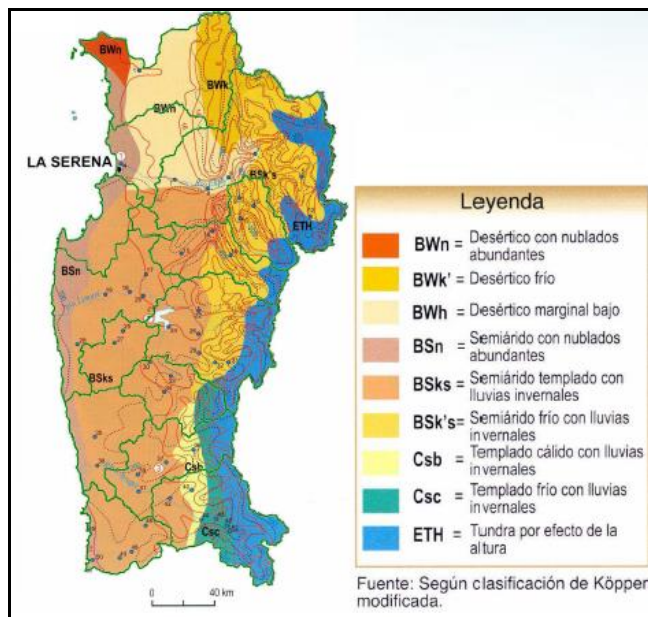 BWn
BWk
BWn
LA SERENA
BSk's
ETH
BSn
BSks
Csb
Csc
0 40 km
Leyenda
BWn = Desértico con nublados
abundantes
BWk' = Desértico frío
BWh = Desértico marginal bajo
BSn = Semiárido con nublados
abundantes
BSks = Semiárido templado con
lluvias invernales
BSk's= Semiárido frío con lluvias
invernales
Csb = Templado cálido con lluvias
invernales
Csc = Templado frío con lluvias
invernales
ETH = Tundra por efecto de la
altura
Fuente: Según clasificación de Köppen
modificada.